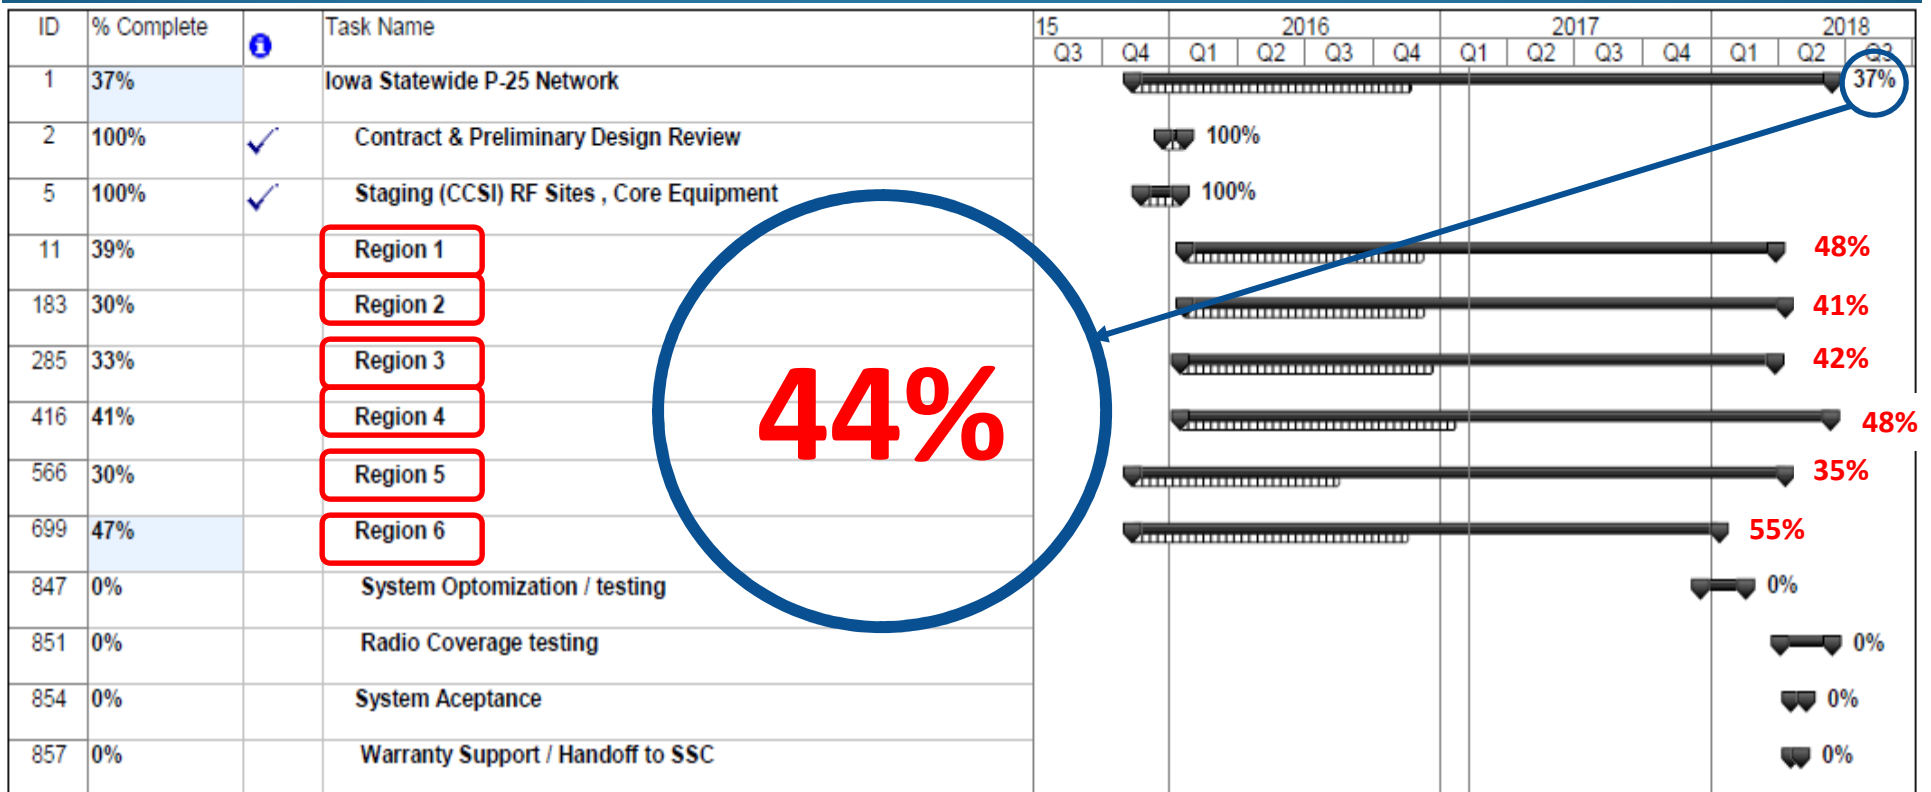 ID % Complete i Task Name 15 2016 2017 2018
Q3 Q4 Q1 Q2 Q3 Q4 Q1 Q2 Q3 Q4 Q1 Q2 Q3
1 37% Iowa Statewide P-25 Network 37%
2 100% Contract & Preliminary Design Review 100%
5 100% Staging (CCSI) RF Sites , Core Equipment 100%
11 39% Region 1 48%
183 30% Region 2 41%
285 33% Region 3 42%
44%
416 41% Region 4 48%
566 30% Region 5 35%
699 47% Region 6 55%
847 0% System Optomization / testing 0%
851 0% Radio Coverage testing 0%
854 0% System Aceptance 0%
857 0% Warranty Support / Handoff to SSC 0%